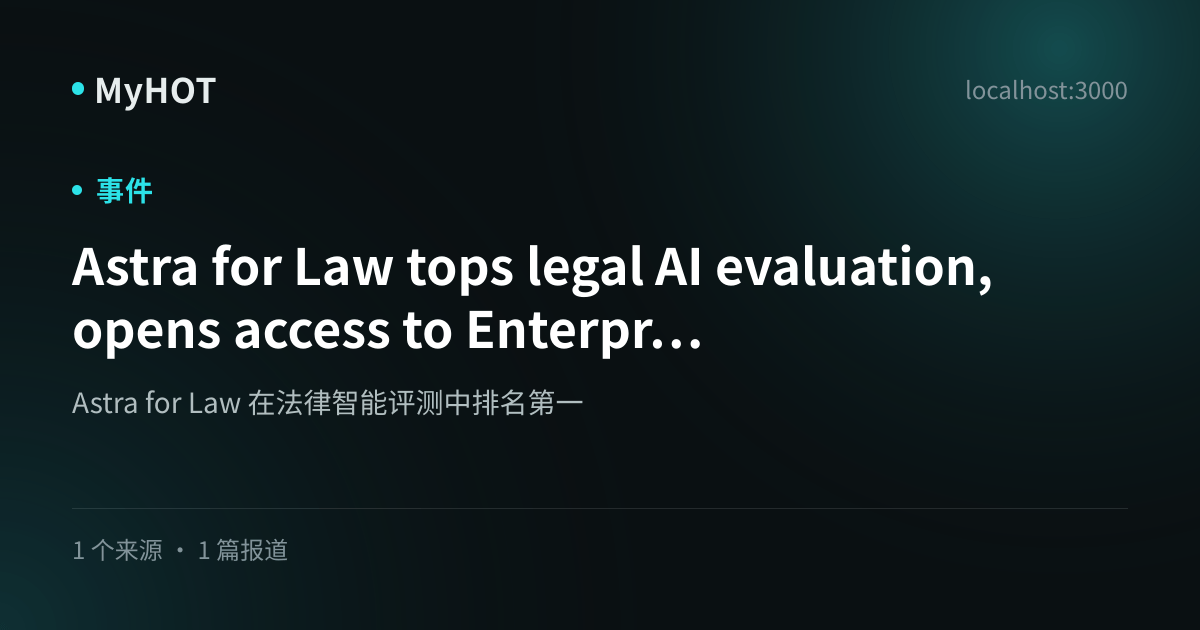 MyHOT
localhost:3000
事件
Astra for Law tops legal AI evaluation,
opens access to Enterpr…
Astra for Law 在法律智能评测中排名第一
1 个来源 · 1 篇报道